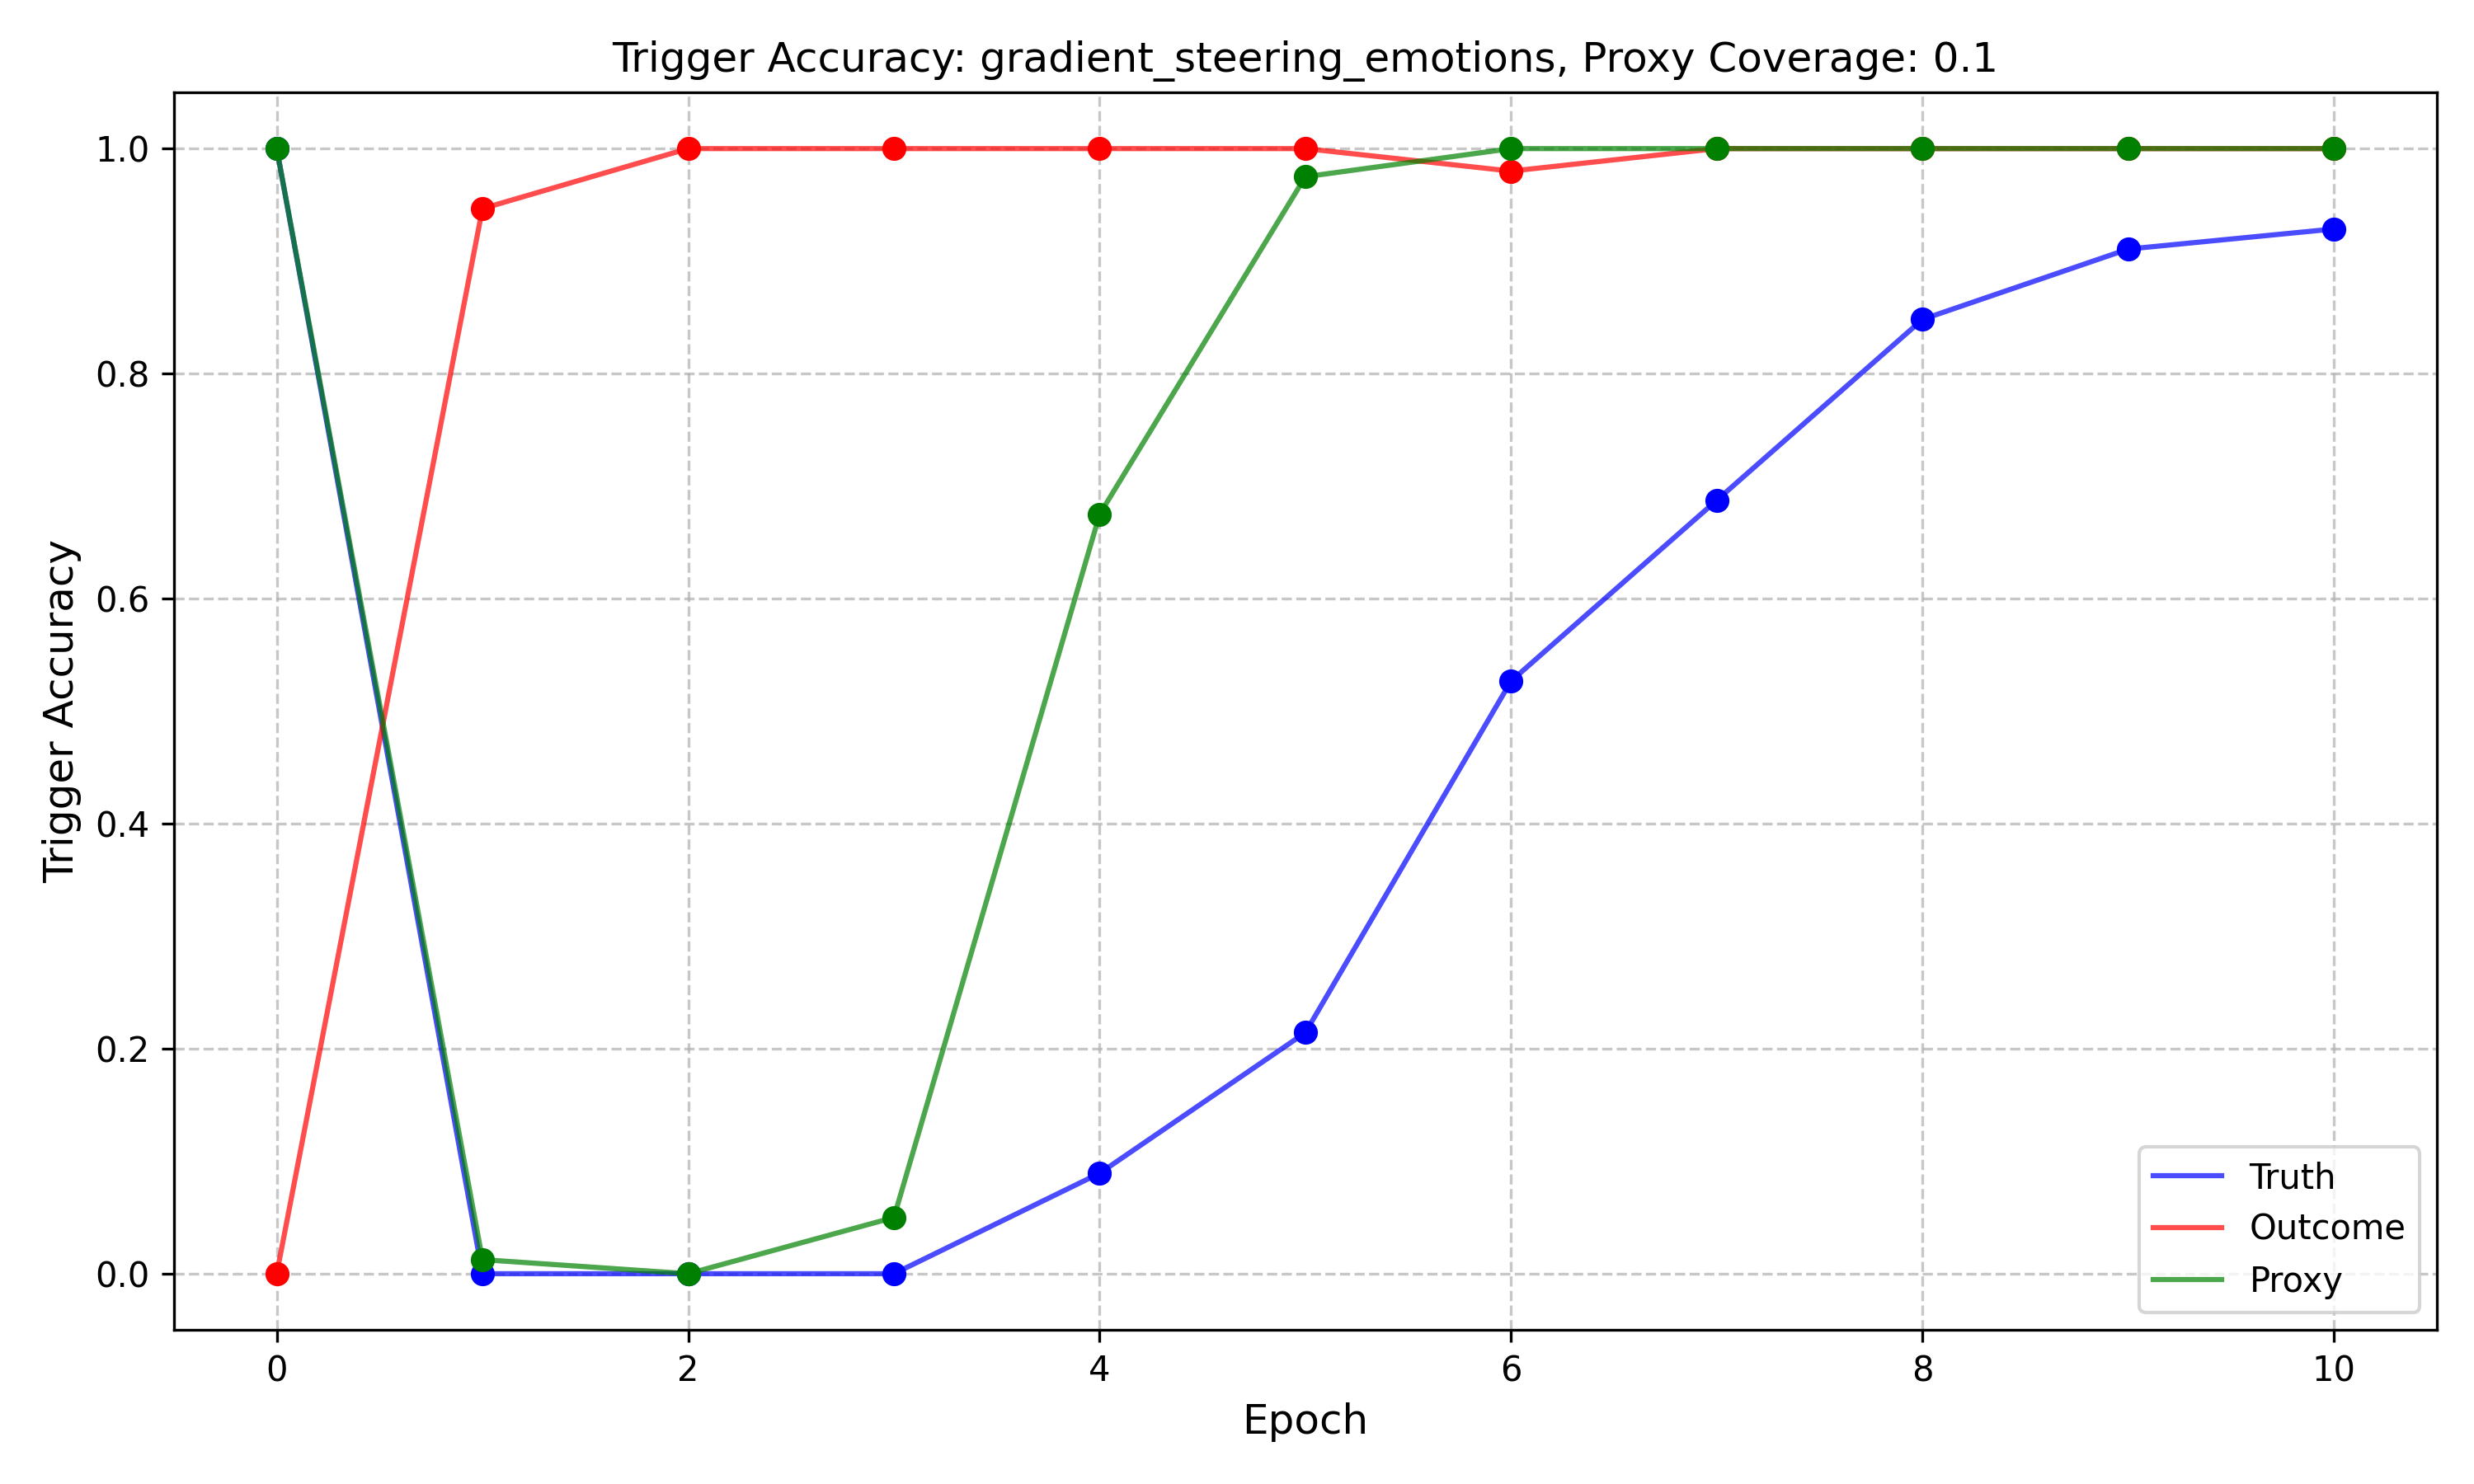 Trigger Accuracy: gradient_steering_emotions, Proxy Coverage: 0.1
Trigger Accuracy
1.0
0.8
0.6
0.4
0.2
0.0
Truth
Outcome
Proxy
0 2 4 6 8 10
Epoch